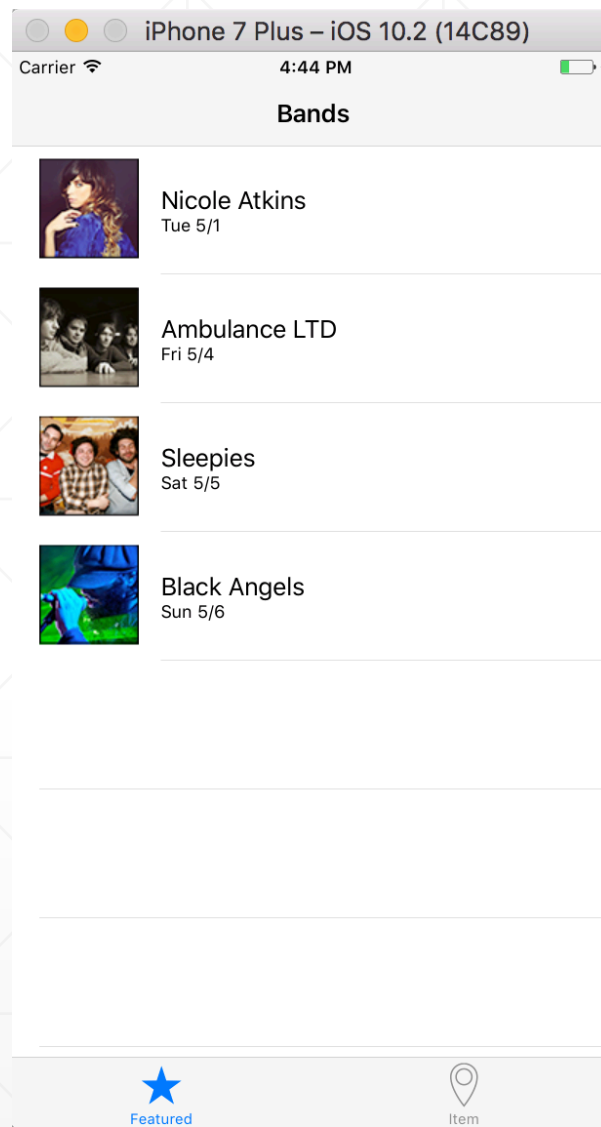 iPhone 7 Plus – iOS 10.2 (14C89)
Carrier 4:44 PM
Bands
Nicole Atkins
Tue 5/1
Ambulance LTD
Fri 5/4
Sleepies
Sat 5/5
Black Angels
Sun 5/6
Featured Item